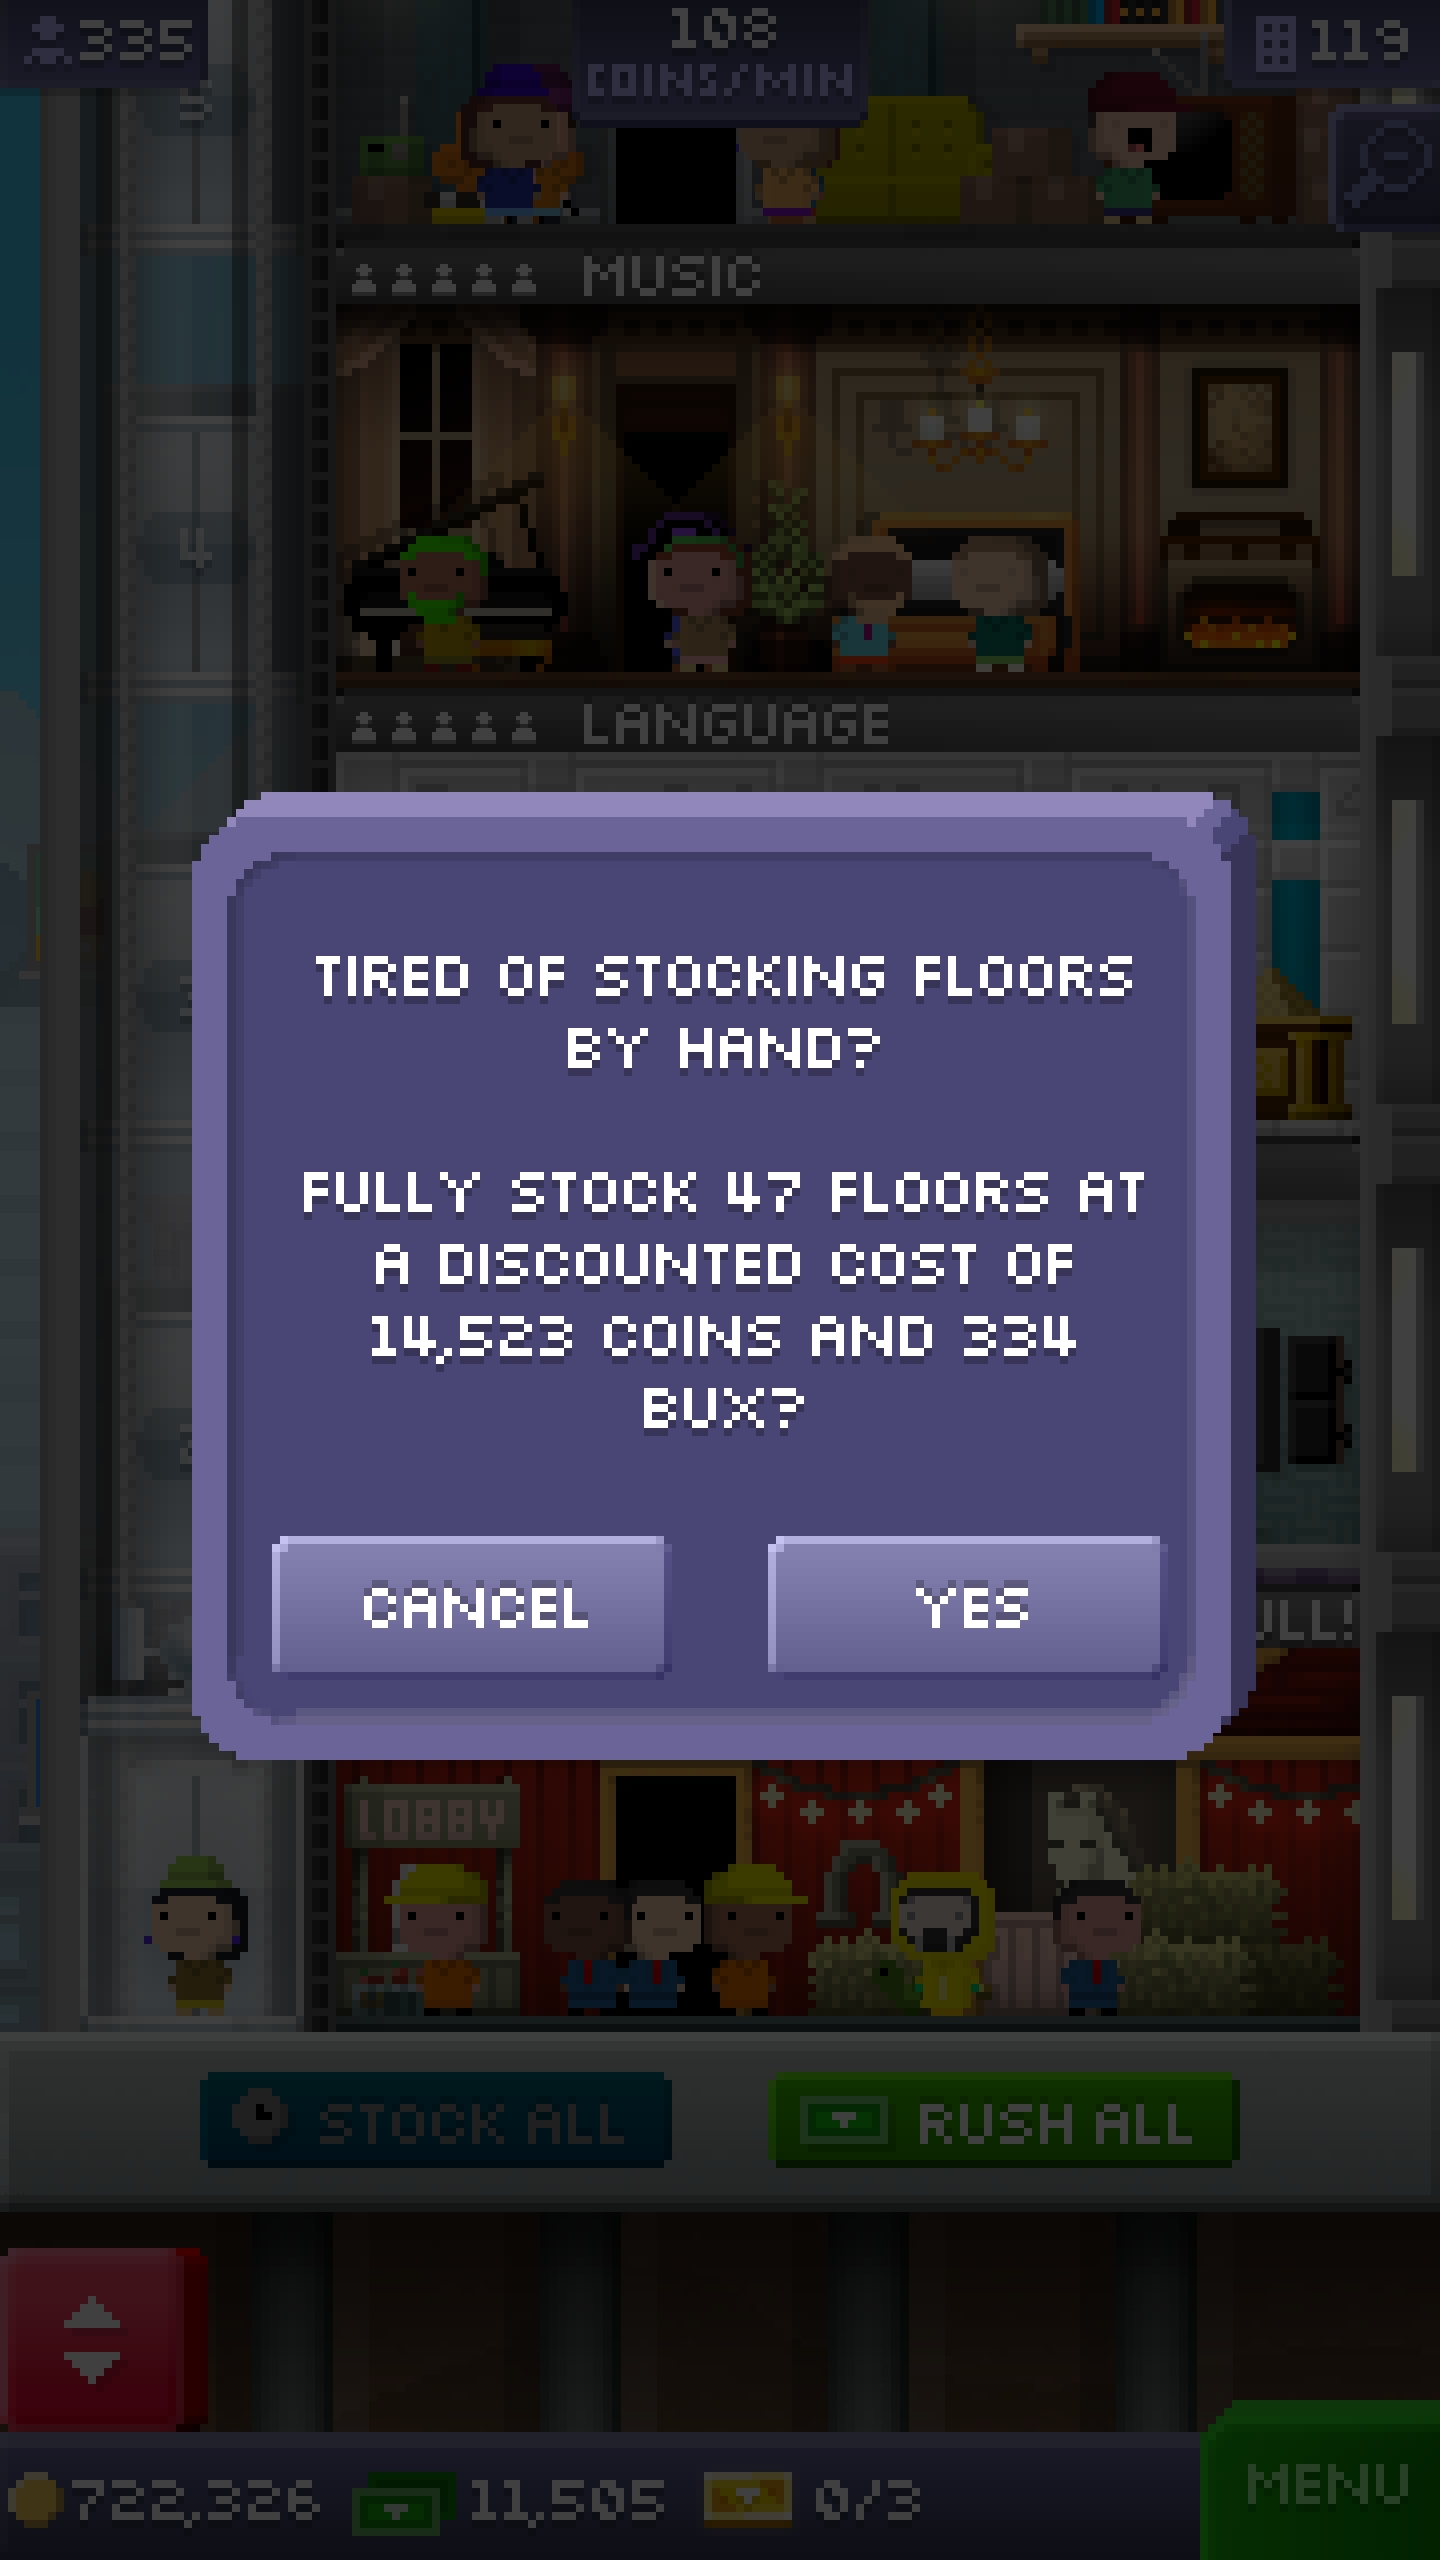 335
108
COINS/MIN
119
5
MUSIC
4
LANGUAGE
TIRED OF STOCKING FLOORS
BY HAND?
FULLY STOCK 47 FLOORS AT
A DISCOUNTED COST OF
14,523 COINS AND 334
BUX?
CANCEL
YES
LOBBY
STOCK ALL
RUSH ALL
722,326
11,505
0/3
MENU